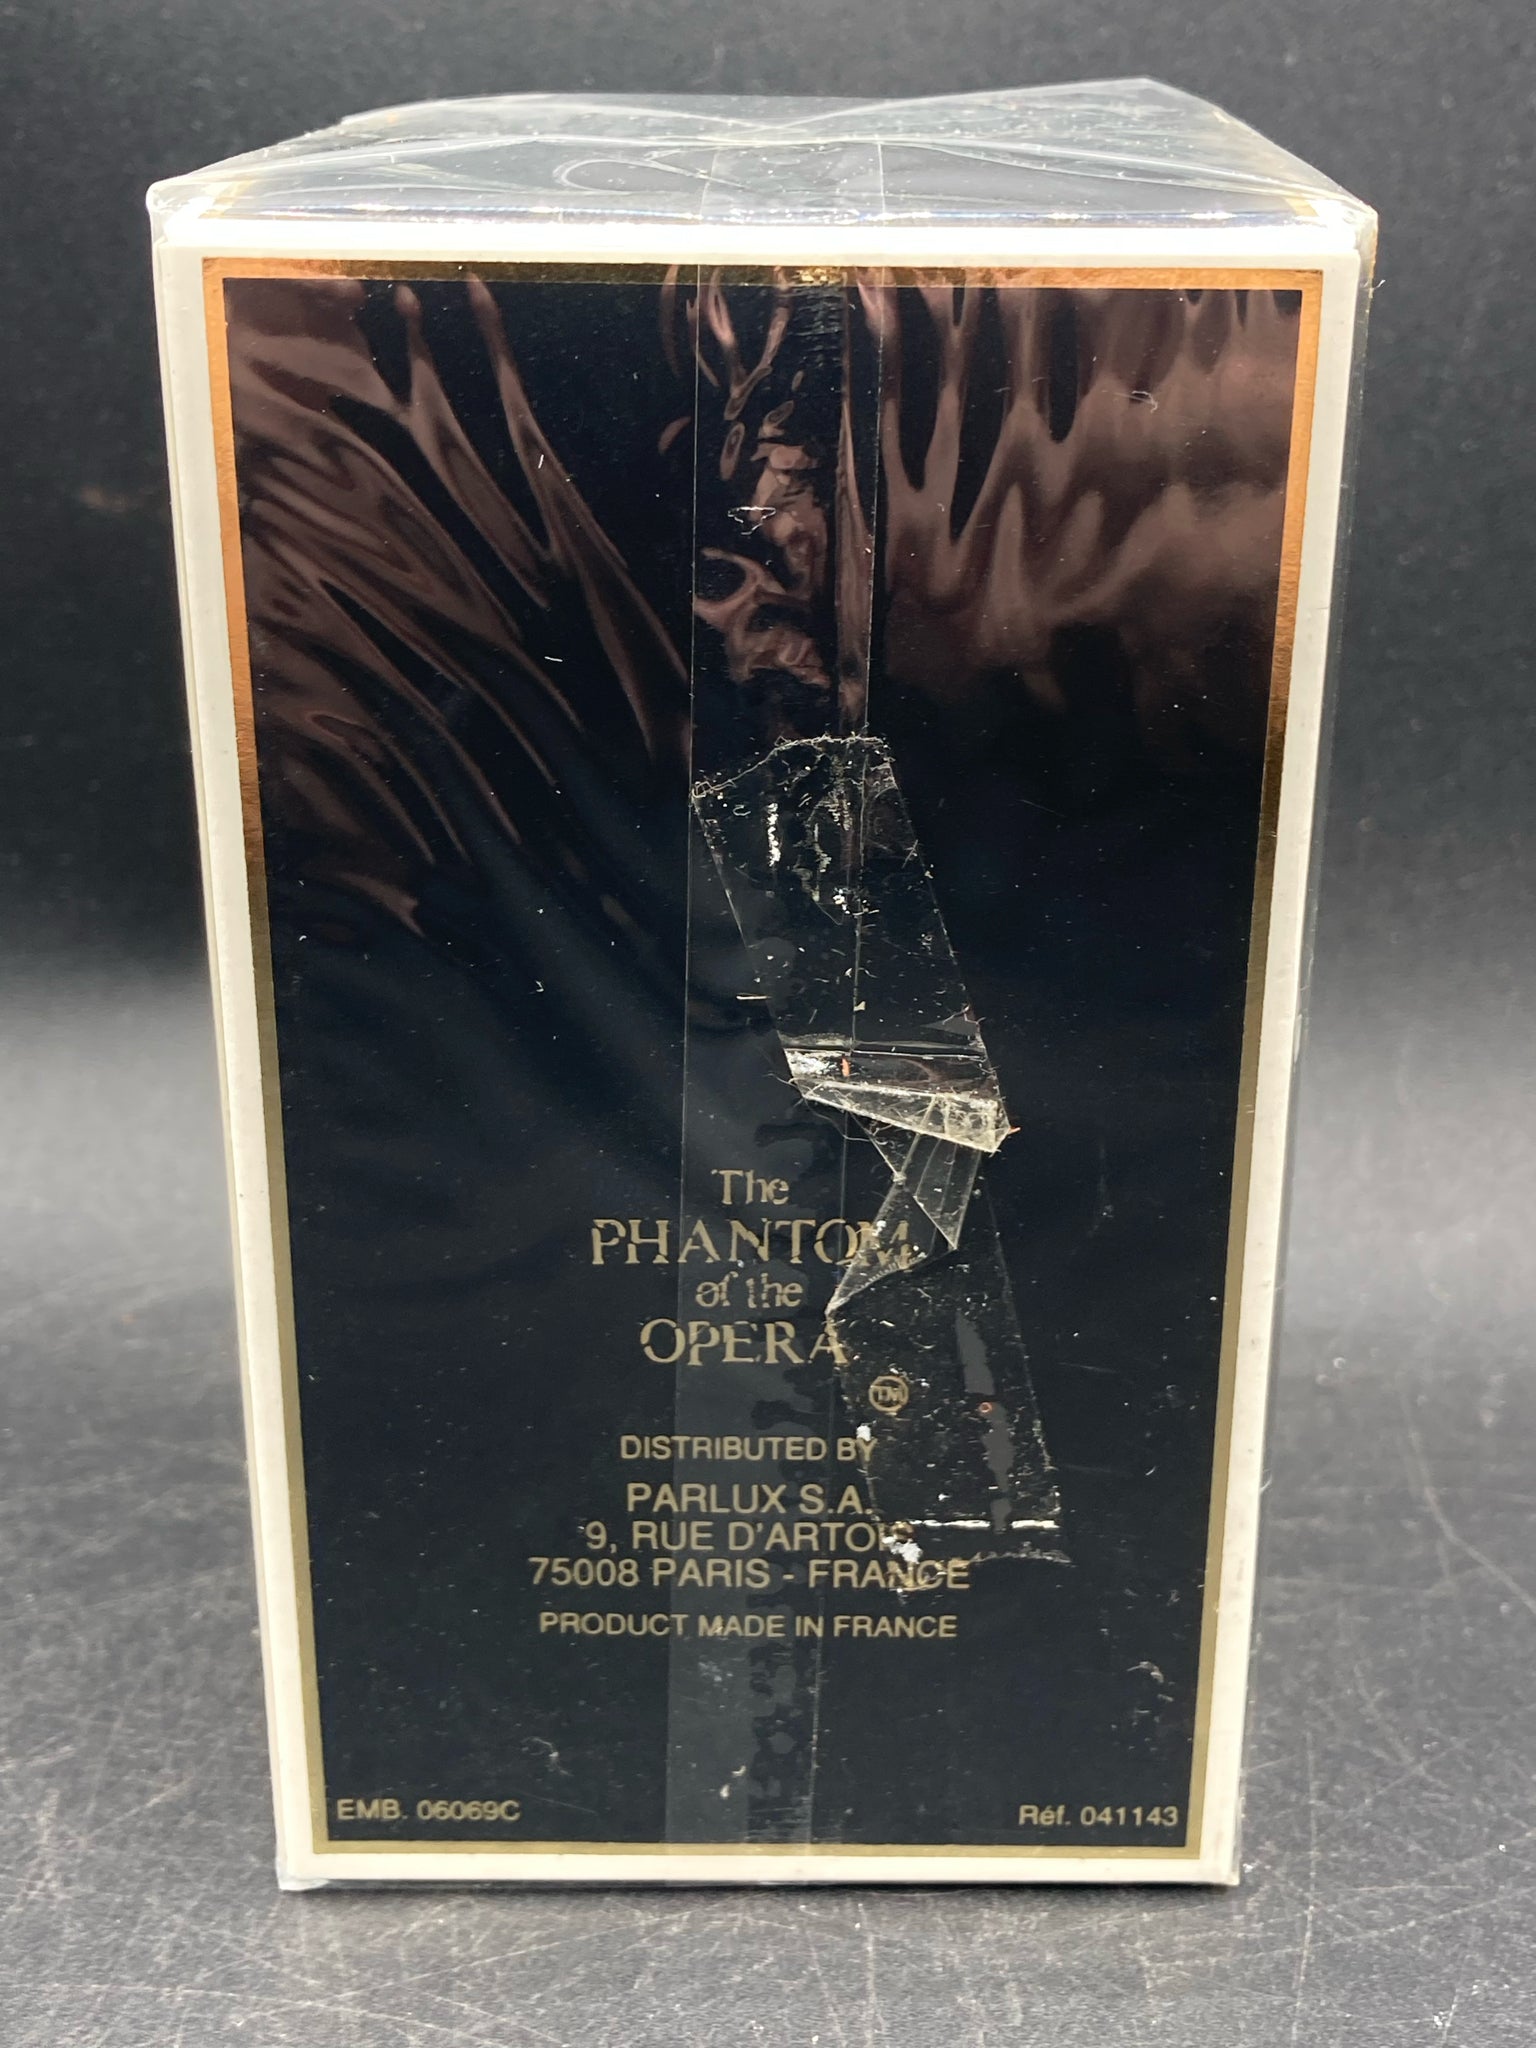 The
PHANTOM
of the
OPERA
TM
DISTRIBUTED BY
PARLUX S.A.
9, RUE D'ARTOIS
75008 PARIS - FRANCE
PRODUCT MADE IN FRANCE
EMB. 06069C
Réf. 041143